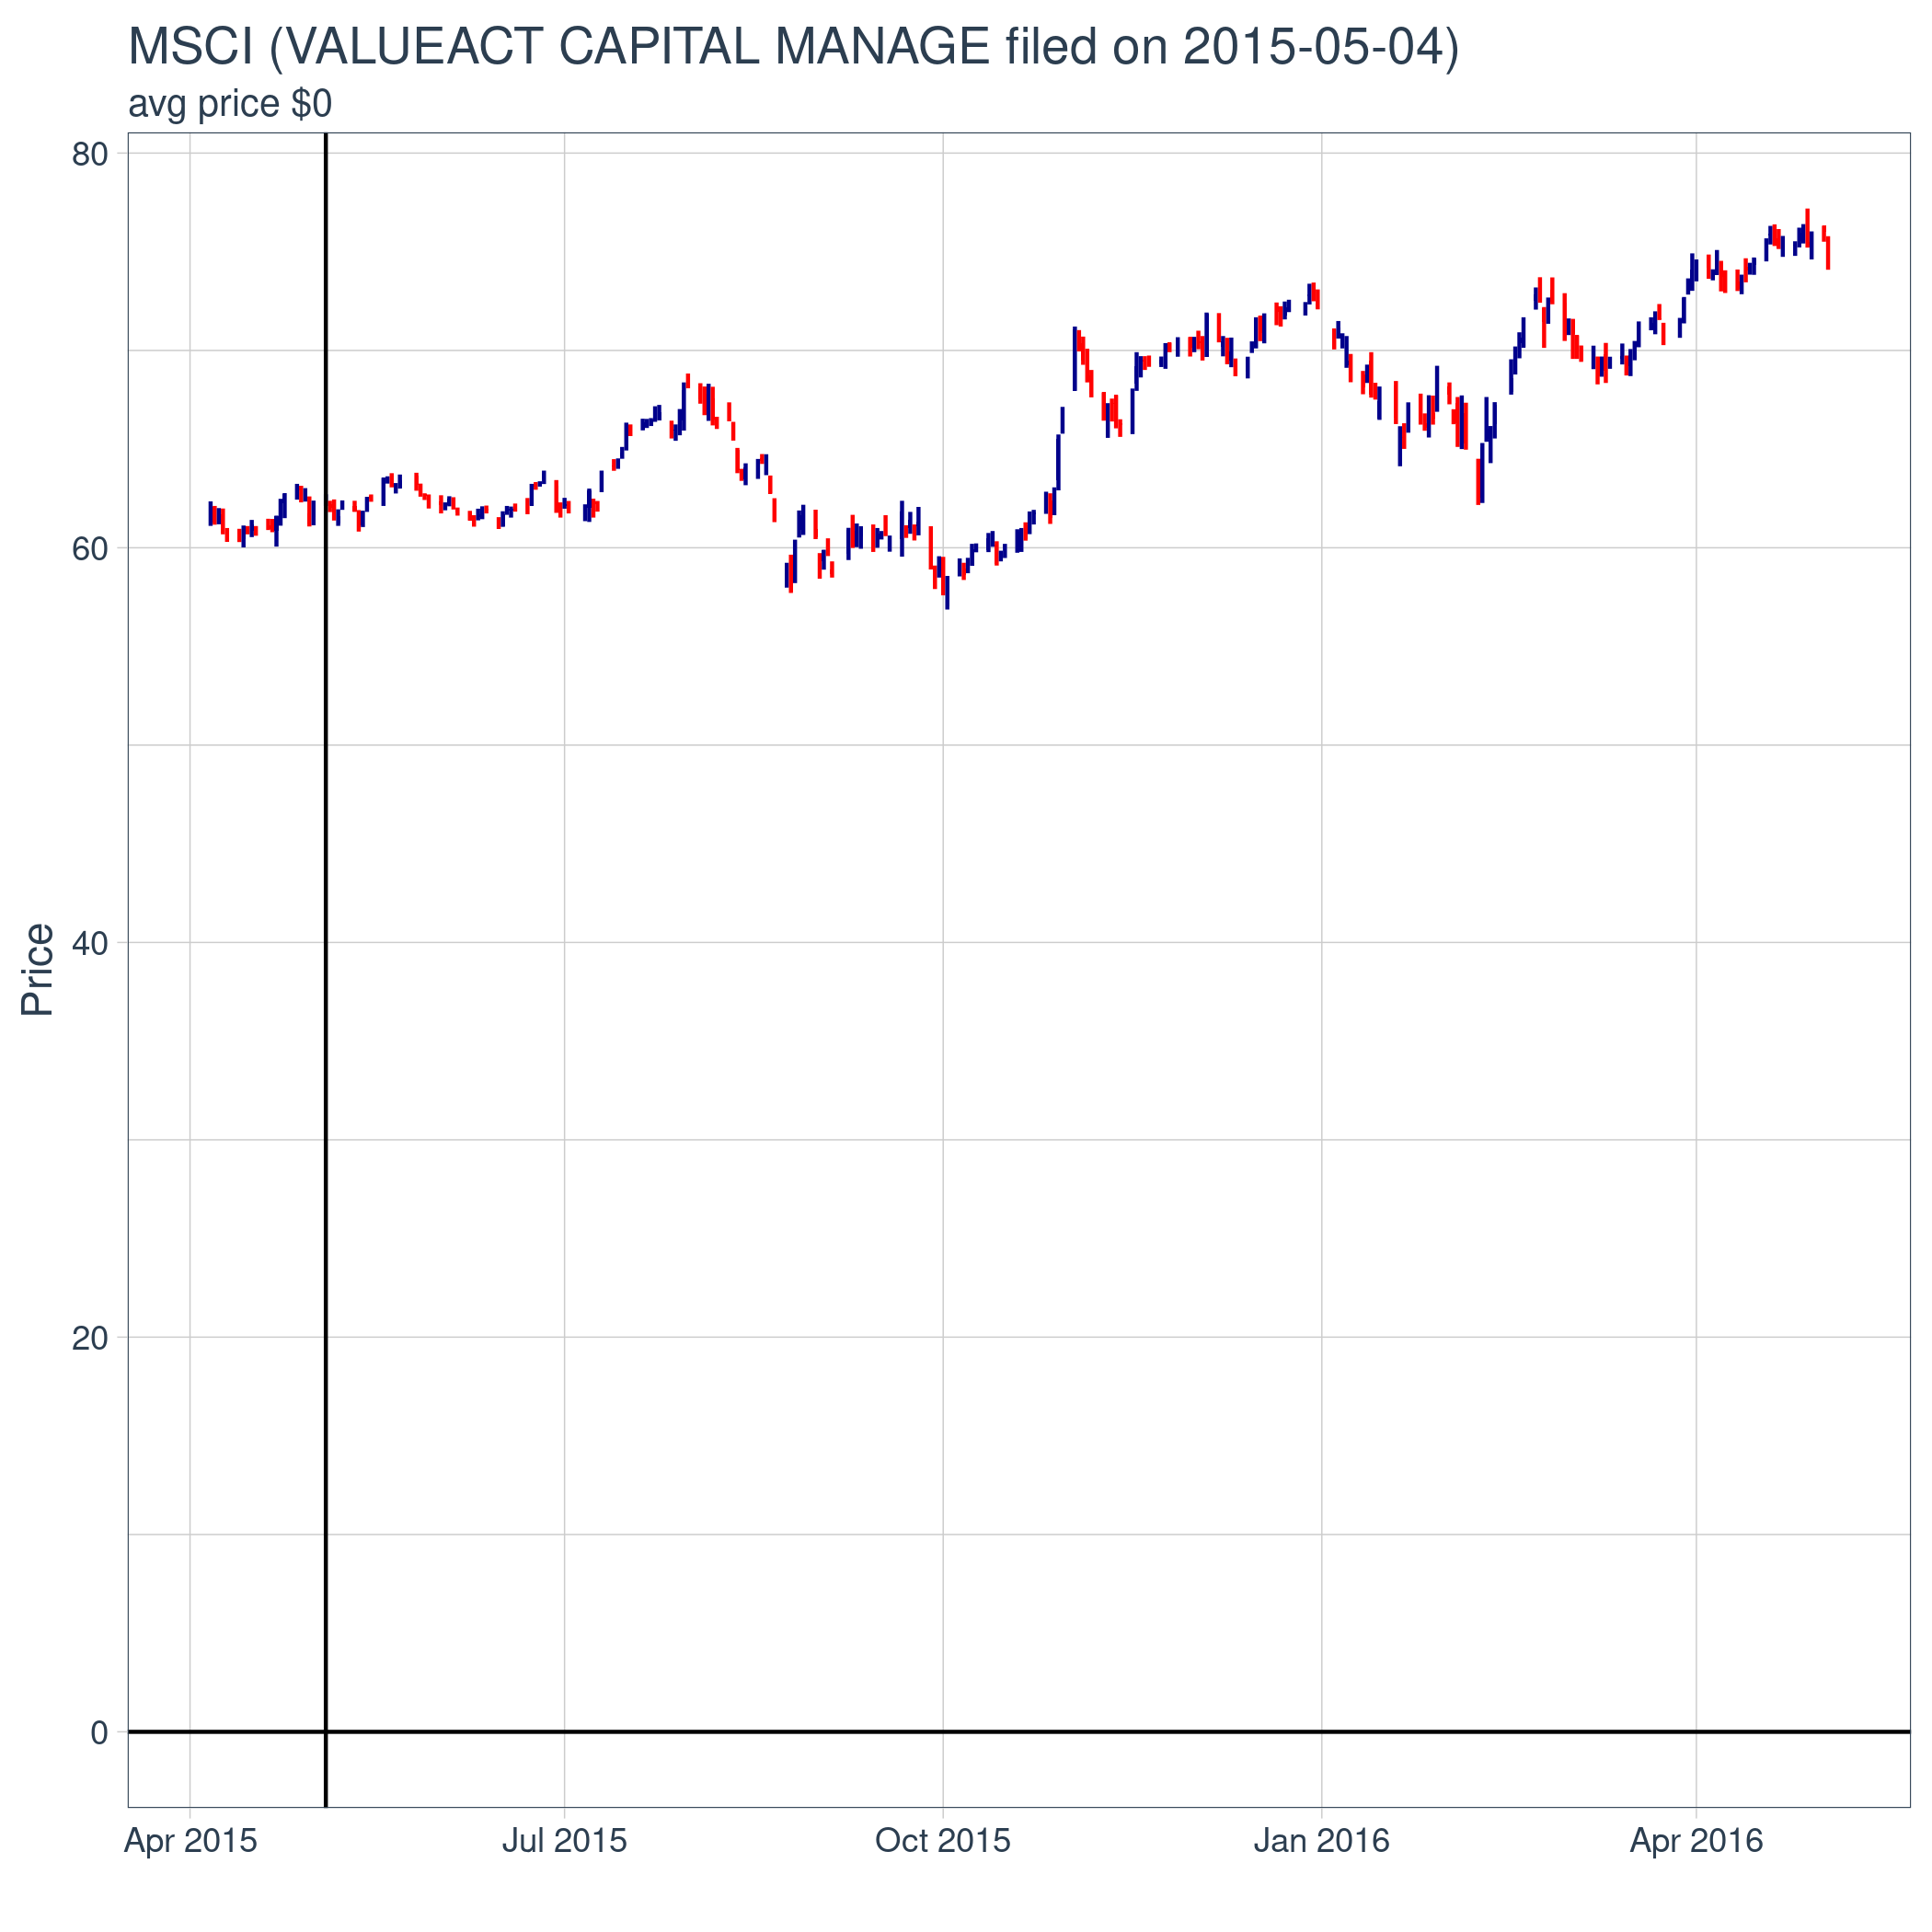 MSCI (VALUEACT CAPITAL MANAGE filed on 2015-05-04)
avg price $0
80
60
40
20
0
Price
Apr 2015
Jul 2015
Oct 2015
Jan 2016
Apr 2016